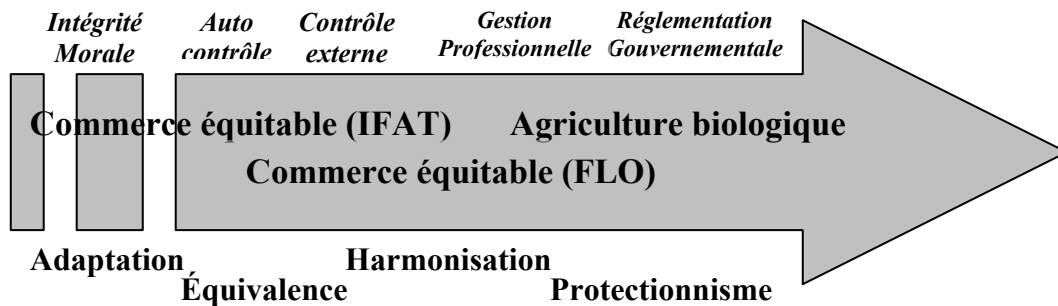 Intégrité Auto Contrôle Gestion Réglementation
Morale contrôle externe Professionnelle Gouvernementale
Commerce équitable (IFAT) Agriculture biologique
Commerce équitable (FLO)
Adaptation Harmonisation
Équivalence Protectionnisme